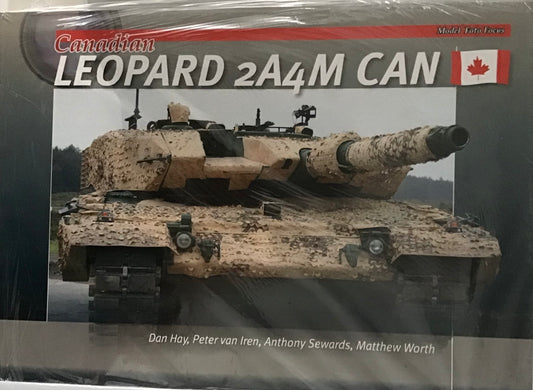 Model Foto Focus
Canadian
LEOPARD 2A4M CAN
Dan Hay, Peter van Iren, Anthony Sewards, Matthew Worth